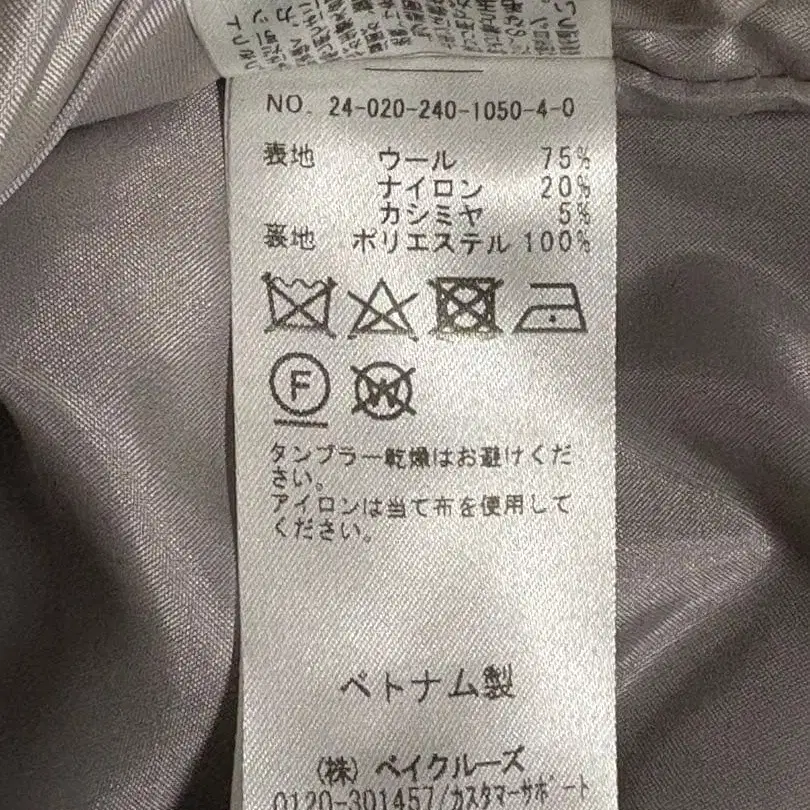 NO. 24-020-240-1050-4-0
表地 ウール 75%
ナイロン 20%
カシミヤ 5%
裏地 ポリエステル 100%
F
W
タンブラー乾燥はお避けくだ
さい。
アイロンは当て布を使用して
ください。
ベトナム製
(株) ベイクルーズ
0120-301457/カスタマーサポート